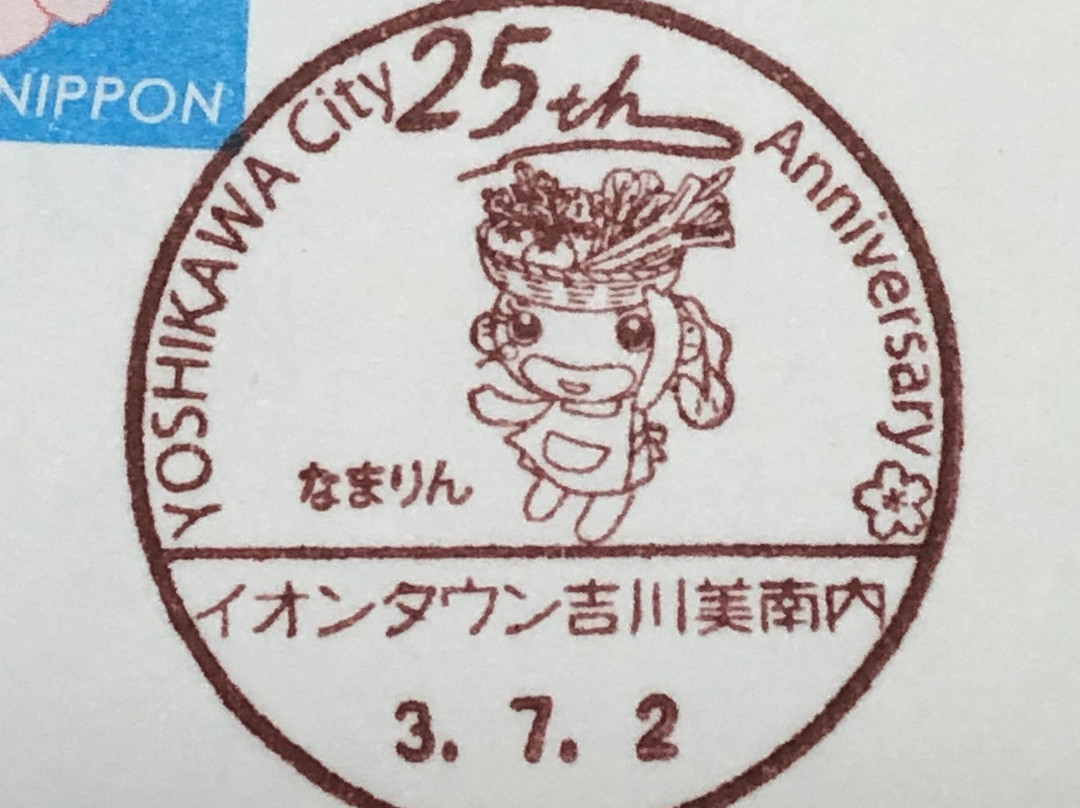 NIPPON
YOSHIKAWA City 25th Anniversary
なまりん
イオンタウン吉川美南内
3. 7. 2